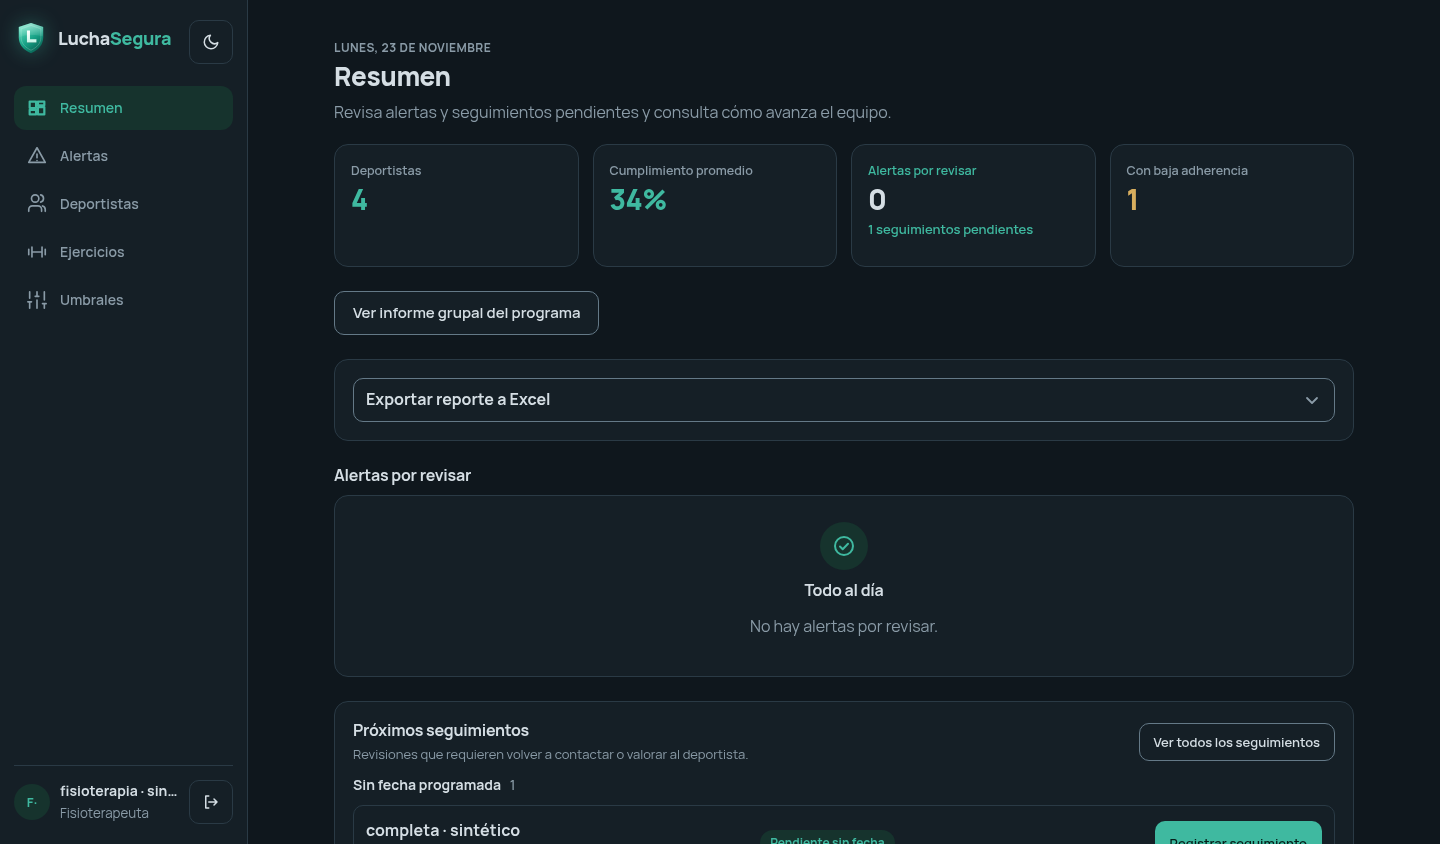 LuchaSegura
Resumen
Alertas
Deportistas
Ejercicios
Umbrales
F·
fisioterapia · sin...
Fisioterapeuta
LUNES, 23 DE NOVIEMBRE
Resumen
Revisa alertas y seguimientos pendientes y consulta cómo avanza el equipo.
Deportistas
4
Cumplimiento promedio
34%
Alertas por revisar
0
1 seguimientos pendientes
Con baja adherencia
1
Ver informe grupal del programa
Exportar reporte a Excel
Alertas por revisar
Todo al día
No hay alertas por revisar.
Próximos seguimientos
Revisiones que requieren volver a contactar o valorar al deportista.
Ver todos los seguimientos
Sin fecha programada 1
completa · sintético
Pendiente sin fecha
Registrar seguimiento